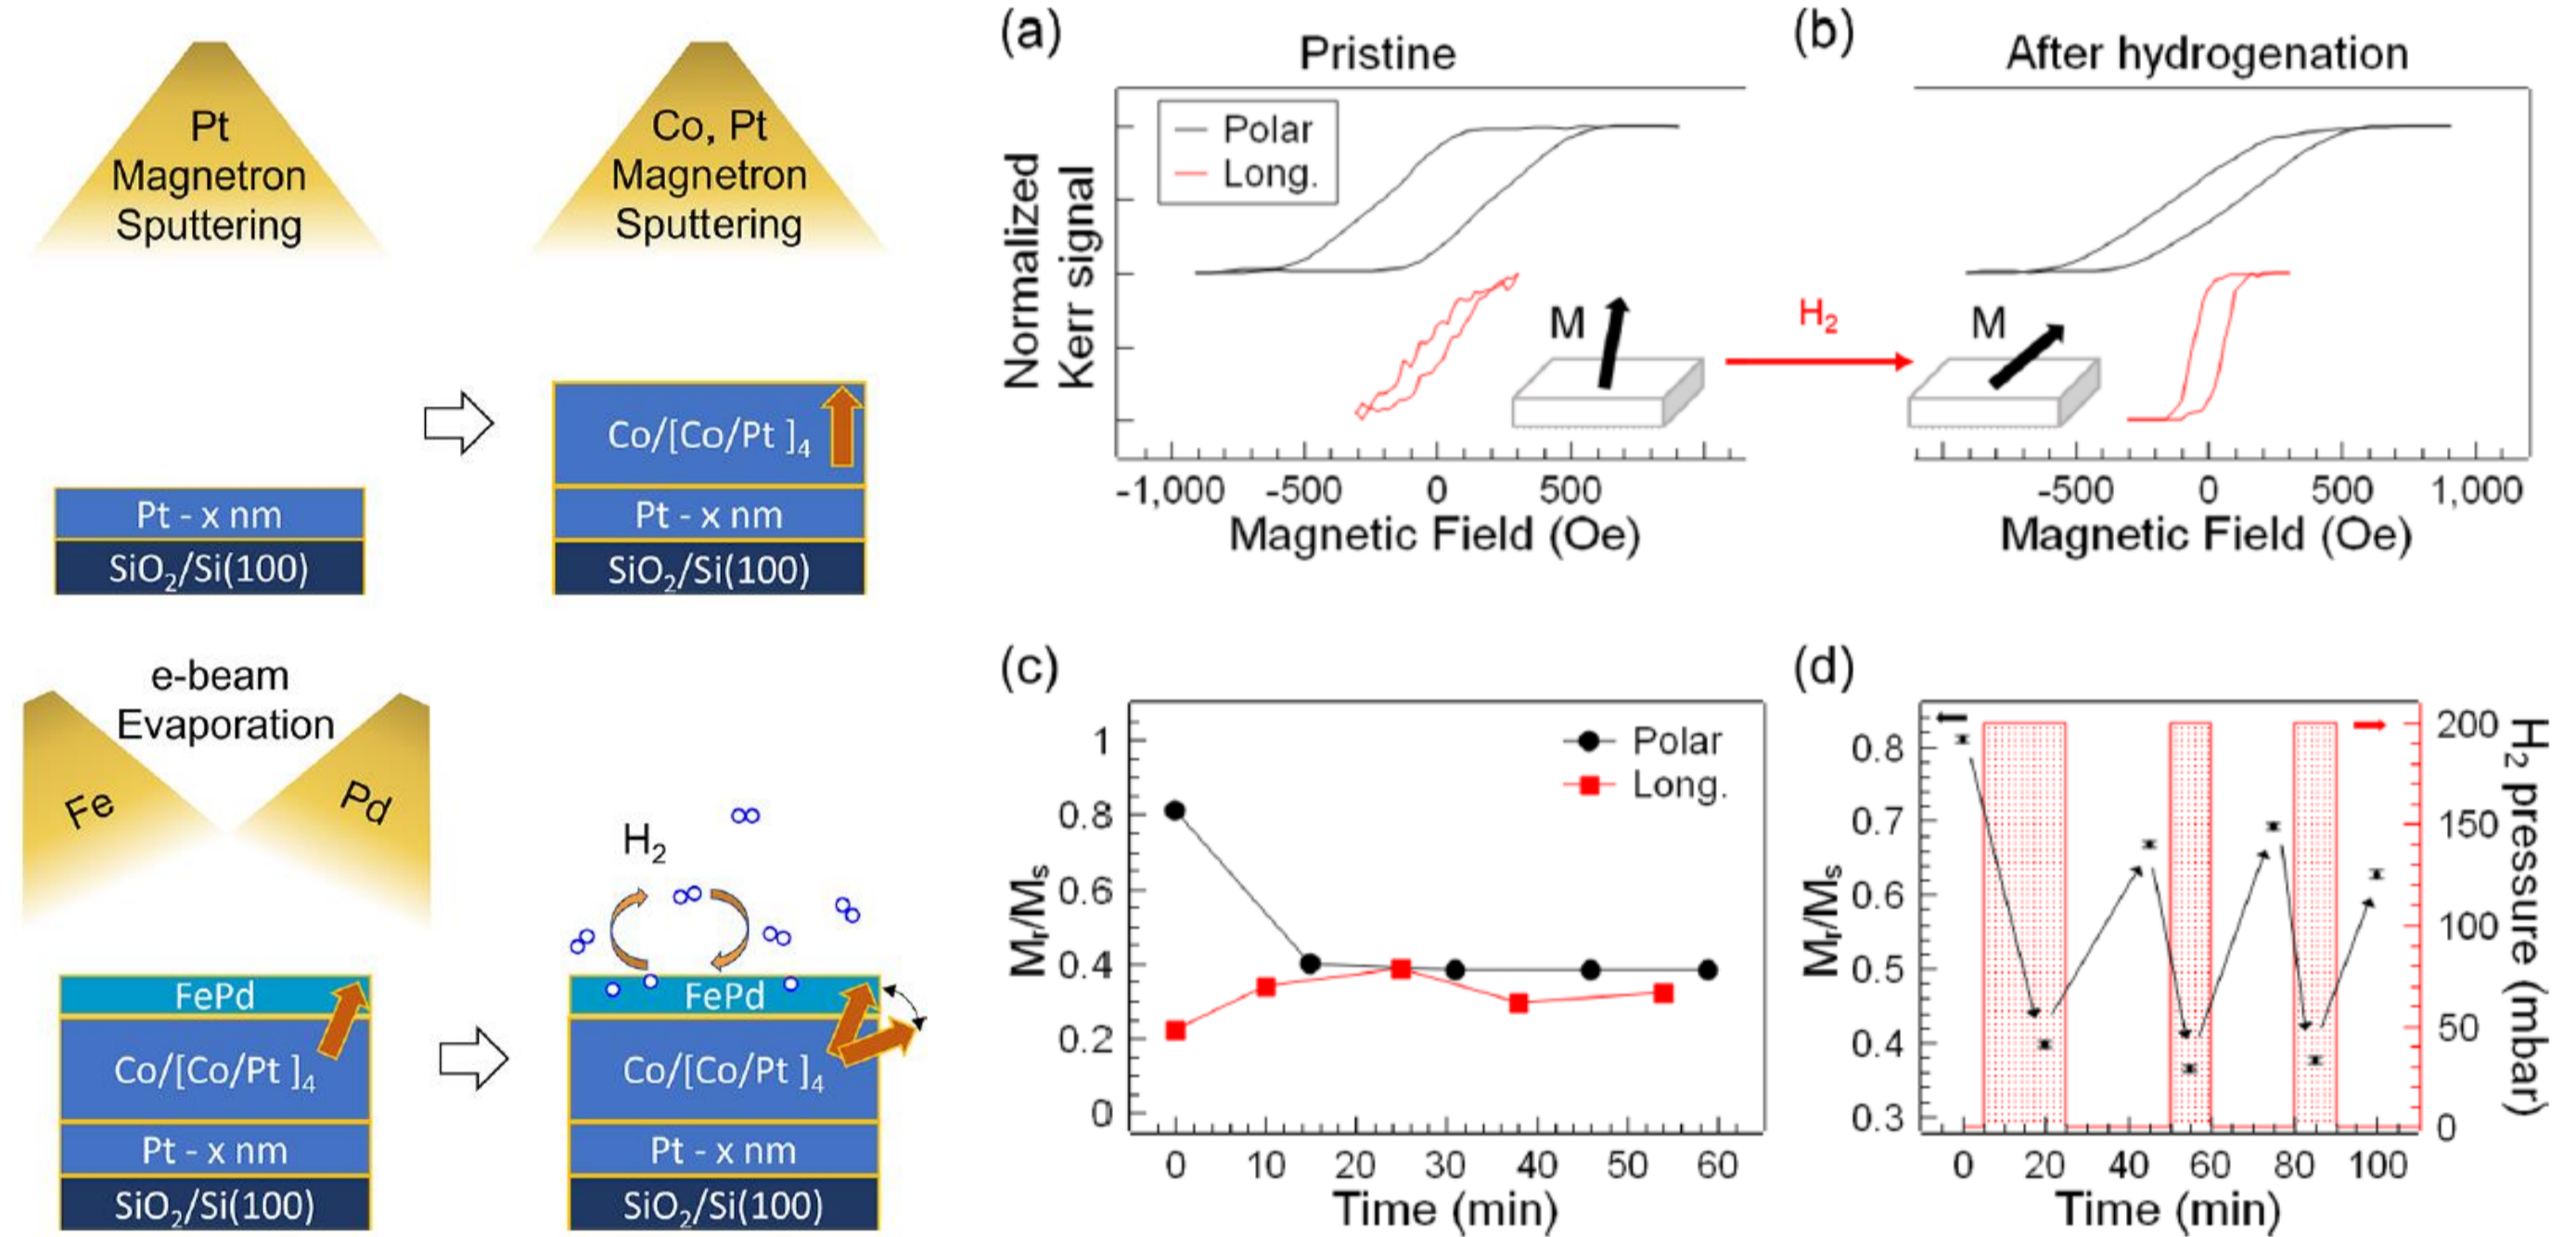 Pt
Magnetron
Sputtering
Co, Pt
Magnetron
Sputtering
Pt - x nm
SiO₂/Si(100)
Co/[Co/Pt ]₄
Pt - x nm
SiO₂/Si(100)
e-beam
Evaporation
Fe
Pd
FePd
Co/[Co/Pt ]₄
Pt - x nm
SiO₂/Si(100)
H₂
FePd
Co/[Co/Pt ]₄
Pt - x nm
SiO₂/Si(100)
(a)
Pristine
Polar
Long.
Normalized
Kerr signal
M
-1,000 -500 0 500
Magnetic Field (Oe)
H₂
(b)
After hydrogenation
M
-500 0 500 1,000
Magnetic Field (Oe)
(c)
Polar
Long.
1
0.8
0.6
0.4
0.2
0
Mᵣ/Mₛ
0 10 20 30 40 50 60
Time (min)
(d)
0.8
0.7
0.6
0.5
0.4
0.3
Mᵣ/Mₛ
200
150
100
50
0
H₂ pressure (mbar)
0 20 40 60 80 100
Time (min)